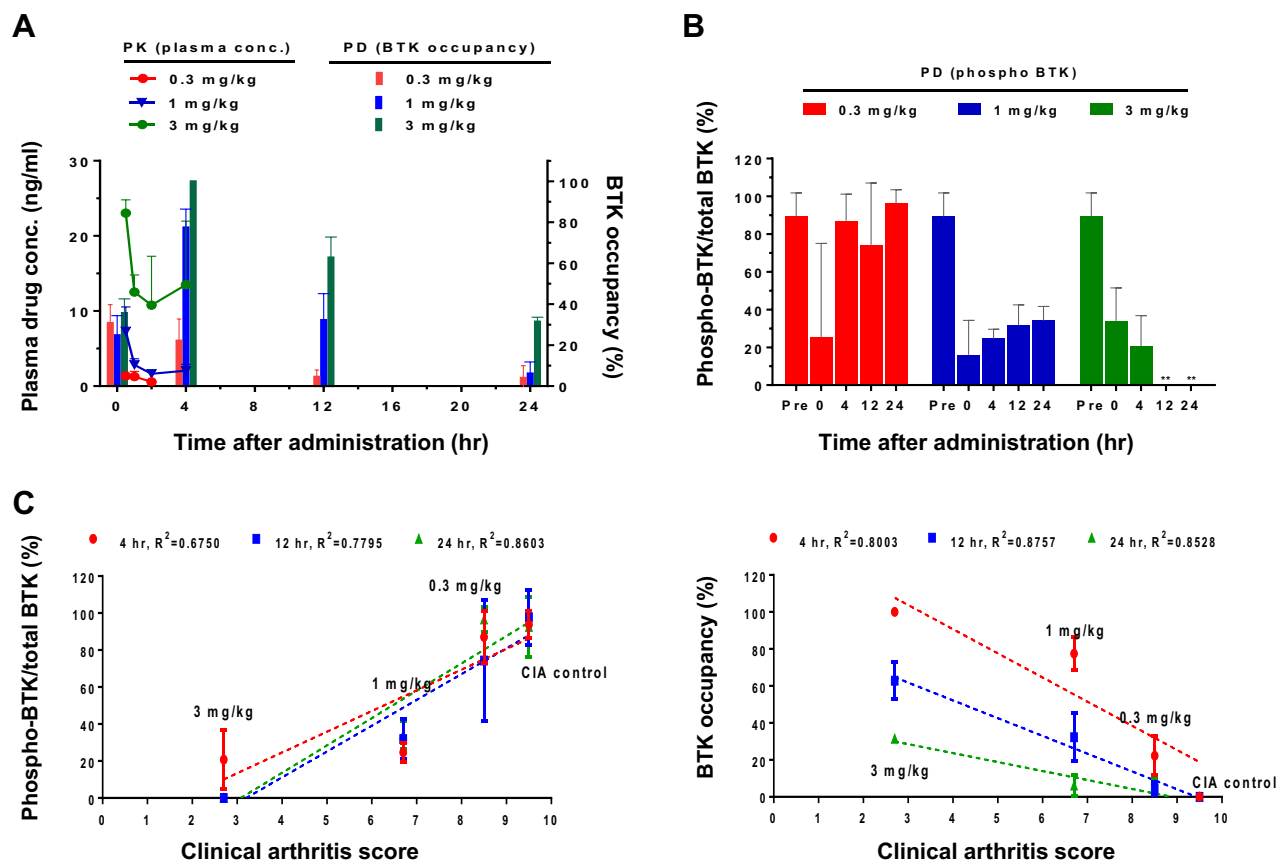 A
PK (plasma conc.) PD (BTK occupancy)
0.3 mg/kg 0.3 mg/kg
1 mg/kg 1 mg/kg
3 mg/kg 3 mg/kg
Plasma drug conc. (ng/ml)
30
20
10
0
BTK occupancy (%)
100
80
60
40
20
0
0 4 8 12 16 20 24
Time after administration (hr)
B
PD (phospho BTK)
0.3 mg/kg 1 mg/kg 3 mg/kg
Phospho-BTK/total BTK (%)
120
100
80
60
40
20
0
** **
Pre 0 4 12 24 Pre 0 4 12 24 Pre 0 4 12 24
Time after administration (hr)
C
4 hr, R²=0.6750 12 hr, R²=0.7795 24 hr, R²=0.8603
Phospho-BTK/total BTK (%)
120
100
80
60
40
20
0
0.3 mg/kg
CIA control
1 mg/kg
3 mg/kg
0 1 2 3 4 5 6 7 8 9 10
Clinical arthritis score
4 hr, R²=0.8003 12 hr, R²=0.8757 24 hr, R²=0.8528
BTK occupancy (%)
120
100
80
60
40
20
0
1 mg/kg
0.3 mg/kg
3 mg/kg
CIA control
0 1 2 3 4 5 6 7 8 9 10
Clinical arthritis score